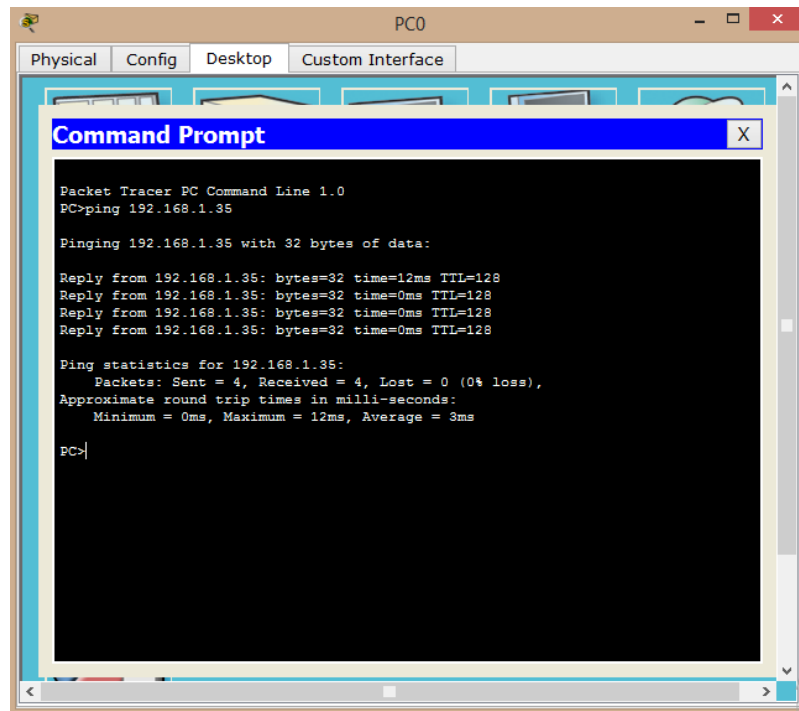 PC0
Physical Config Desktop Custom Interface
Command Prompt X
Packet Tracer PC Command Line 1.0
PC>ping 192.168.1.35
Pinging 192.168.1.35 with 32 bytes of data:
Reply from 192.168.1.35: bytes=32 time=12ms TTL=128
Reply from 192.168.1.35: bytes=32 time=0ms TTL=128
Reply from 192.168.1.35: bytes=32 time=0ms TTL=128
Reply from 192.168.1.35: bytes=32 time=0ms TTL=128
Ping statistics for 192.168.1.35:
Packets: Sent = 4, Received = 4, Lost = 0 (0% loss),
Approximate round trip times in milli-seconds:
Minimum = 0ms, Maximum = 12ms, Average = 3ms
PC>